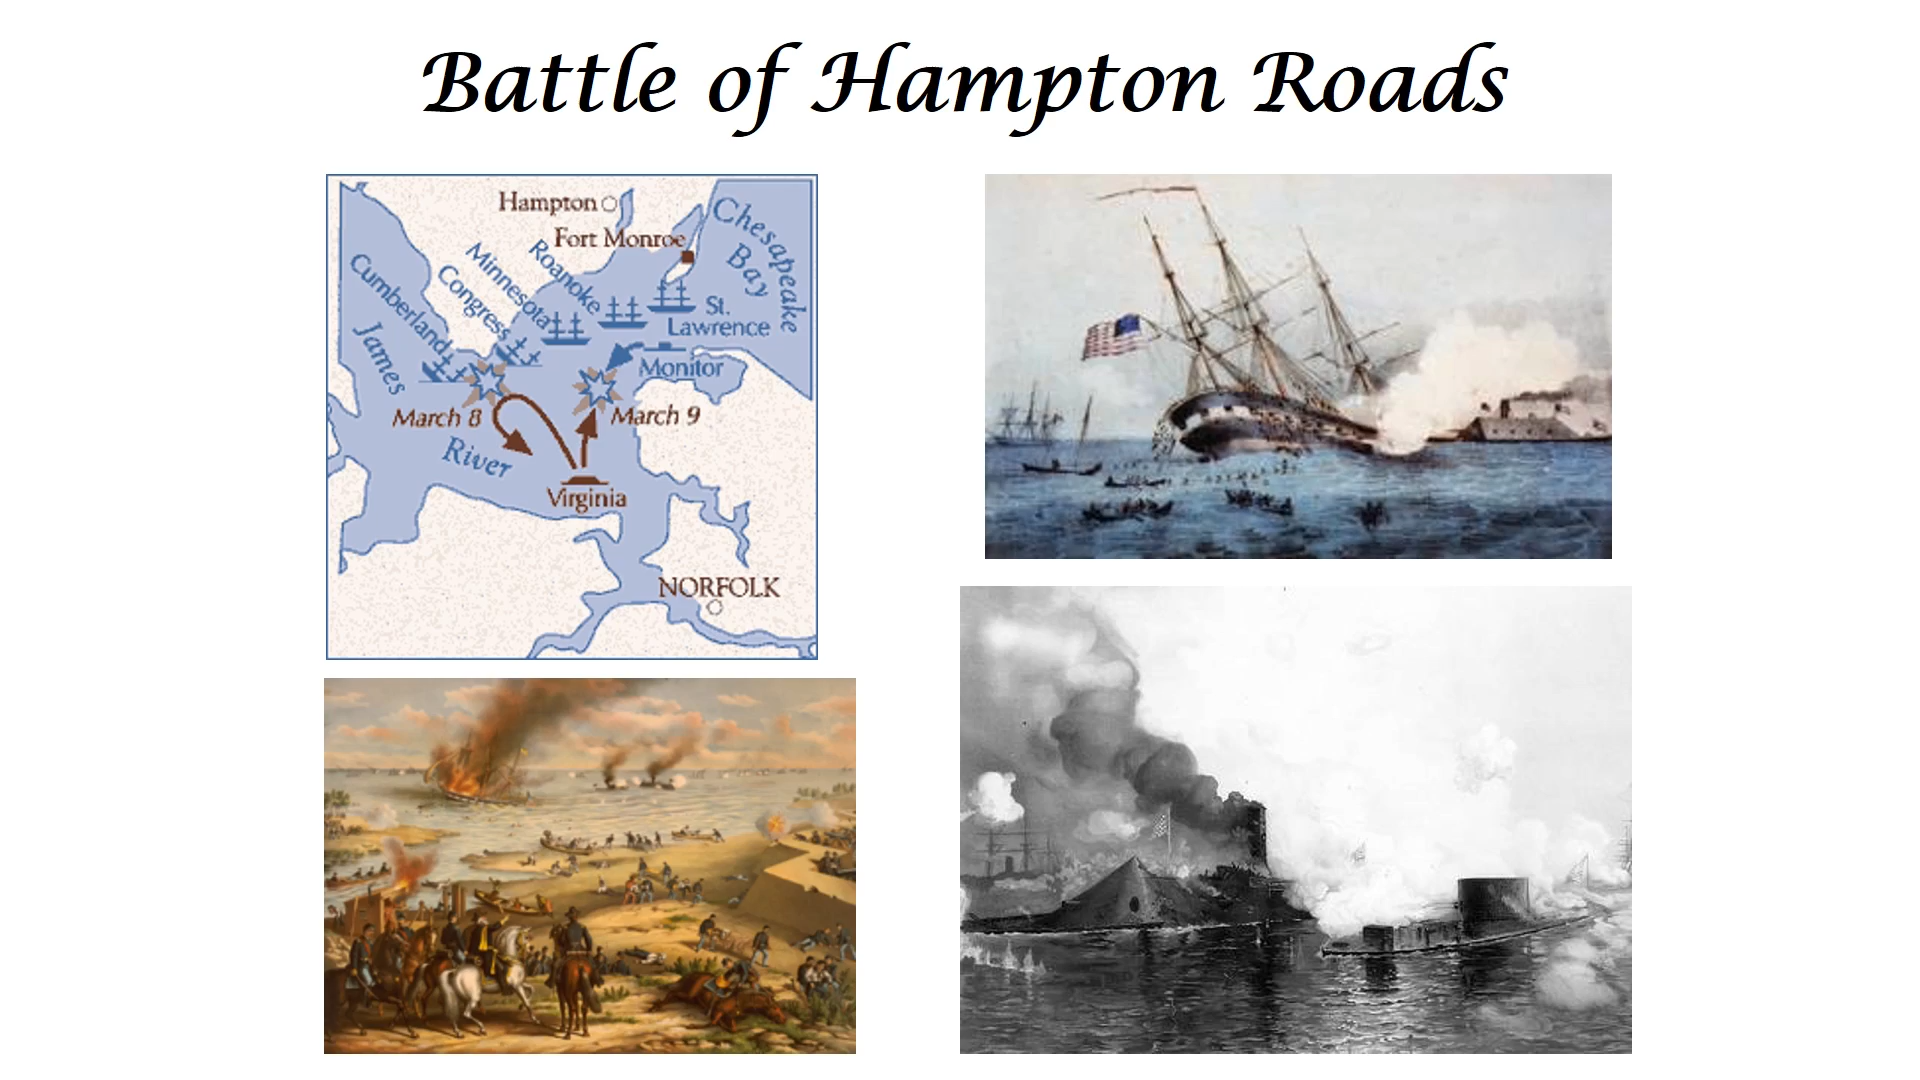 Battle of Hampton Roads
Hampton
Fort Monroe
Chesapeake
Bay
Roanoke
Minnesota
Congress
Cumberland
St.
Lawrence
Monitor
James
River
March 8
March 9
Virginia
NORFOLK